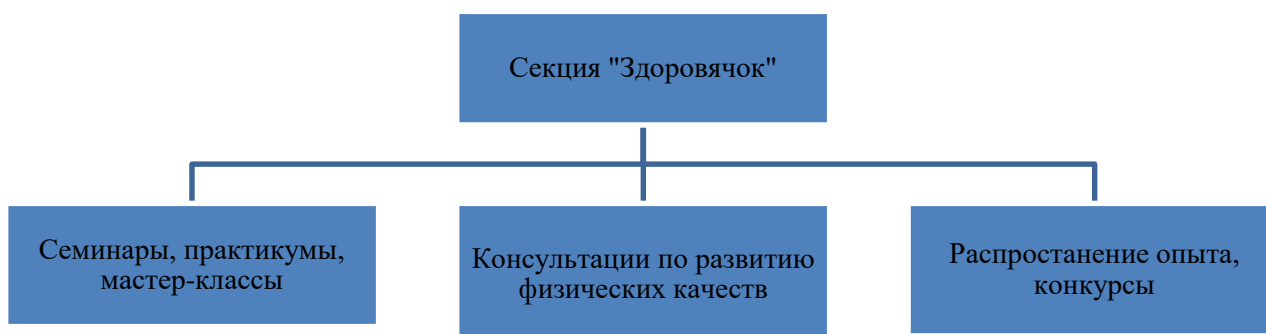 Секция "Здоровячок"
Семинары, практикумы,
мастер-классы
Консультации по развитию
физических качеств
Распростанение опыта,
конкурсы